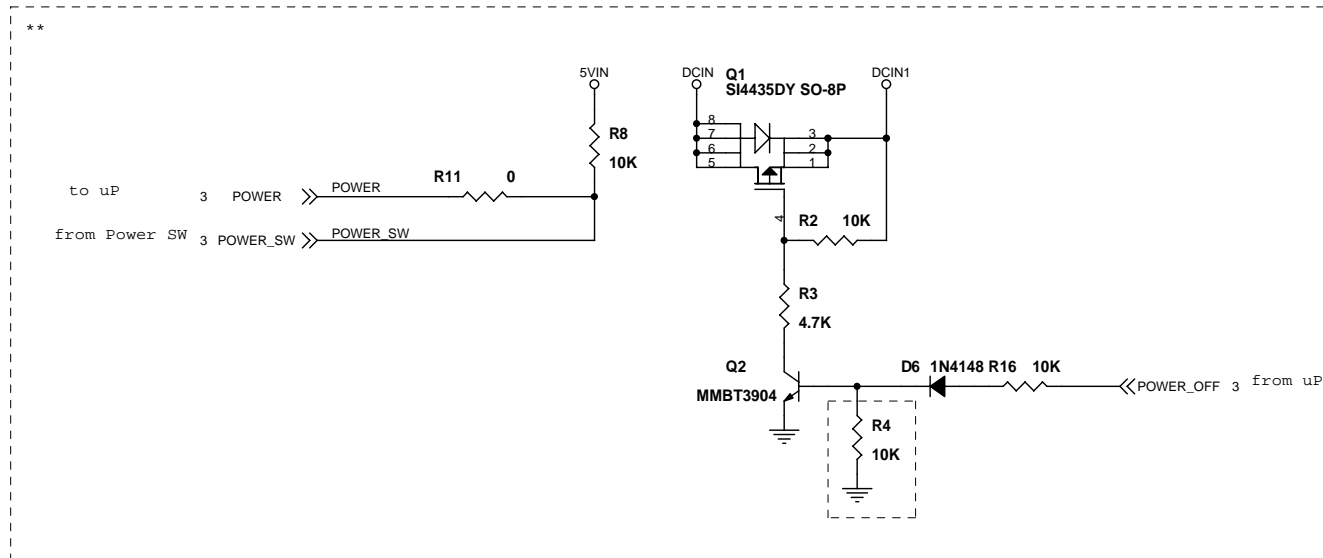 **
5VIN
DCIN Q1 DCIN1
SI4435DY SO-8P
8
7 3
6 2
5 1
R8
10K
R11 0
to uP 3 POWER POWER
4
R2 10K
from Power SW 3 POWER_SW POWER_SW
R3
4.7K
Q2
MMBT3904
D6 1N4148 R16 10K
POWER_OFF 3 from uP
R4
10K